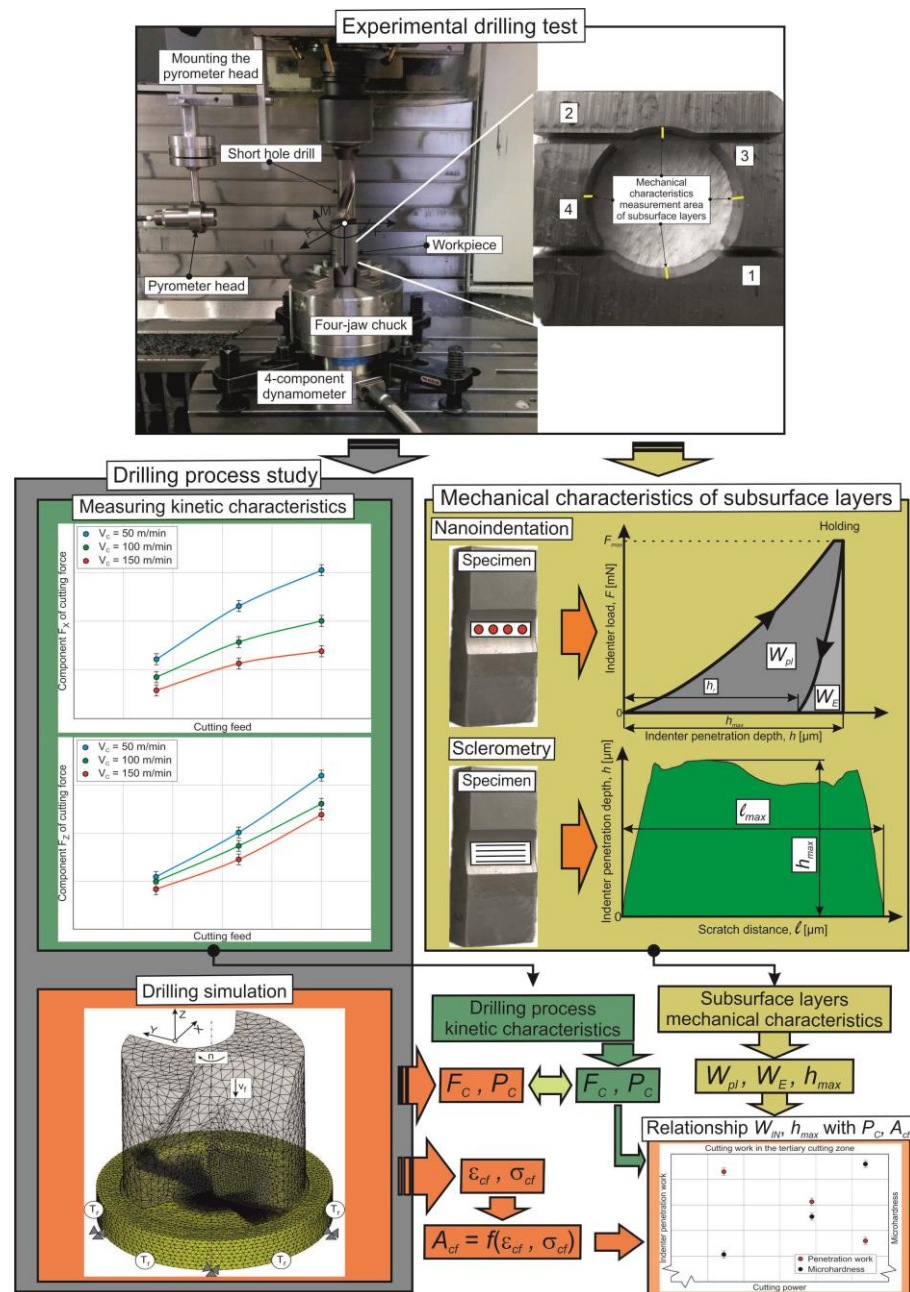 Experimental drilling test
Mounting the
pyrometer head
Short hole drill
M
Workpiece
Pyrometer head
Four-jaw chuck
4-component
dynamometer
2
3
Mechanical
characteristics
measurement area
of subsurface layers
4
1
Drilling process study
Measuring kinetic characteristics
Component F_X of cutting force
V_C = 50 m/min
V_C = 100 m/min
V_C = 150 m/min
Cutting feed
Component F_Z of cutting force
V_C = 50 m/min
V_C = 100 m/min
V_C = 150 m/min
Cutting feed
Mechanical characteristics of subsurface layers
Nanoindentation
Specimen
Indenter load, F [mN]
F_max
Holding
W_pl
W_E
h_r
h_max
0
Indenter penetration depth, h [µm]
Sclerometry
Specimen
Indenter penetration depth, h [µm]
ℓ_max
h_max
0
Scratch distance, ℓ [µm]
Drilling simulation
Z
Y
X
n
v_f
T_r
T_r
T_r
T_r
Drilling process
kinetic characteristics
Subsurface layers
mechanical characteristics
F_C , P_C
F_C , P_C
W_pl, W_E, h_max
ε_cf , σ_cf
A_cf = f(ε_cf , σ_cf)
Relationship W_IN, h_max with P_C, A_cf
Cutting work in the tertiary cutting zone
Indenter penetration work
Microhardness
Penetration work
Microhardness
Cutting power